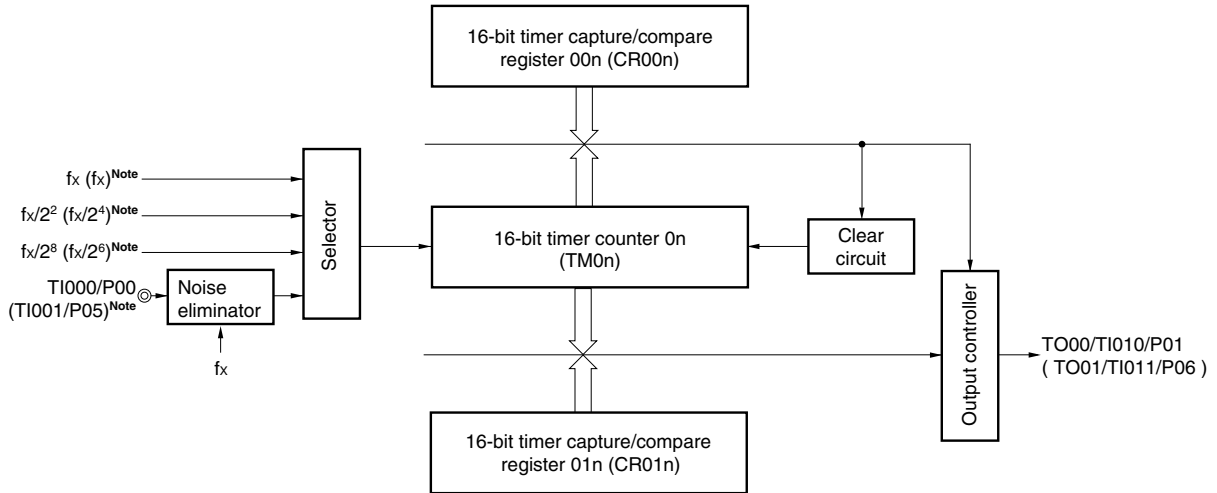 16-bit timer capture/compare
register 00n (CR00n)
fx (fx)Note
fx/2² (fx/2⁴)Note
fx/2⁸ (fx/2⁶)Note
TI000/P00
(TI001/P05)Note
Noise
eliminator
fx
Selector
16-bit timer counter 0n
(TM0n)
Clear
circuit
Output controller
TO00/TI010/P01
( TO01/TI011/P06 )
16-bit timer capture/compare
register 01n (CR01n)